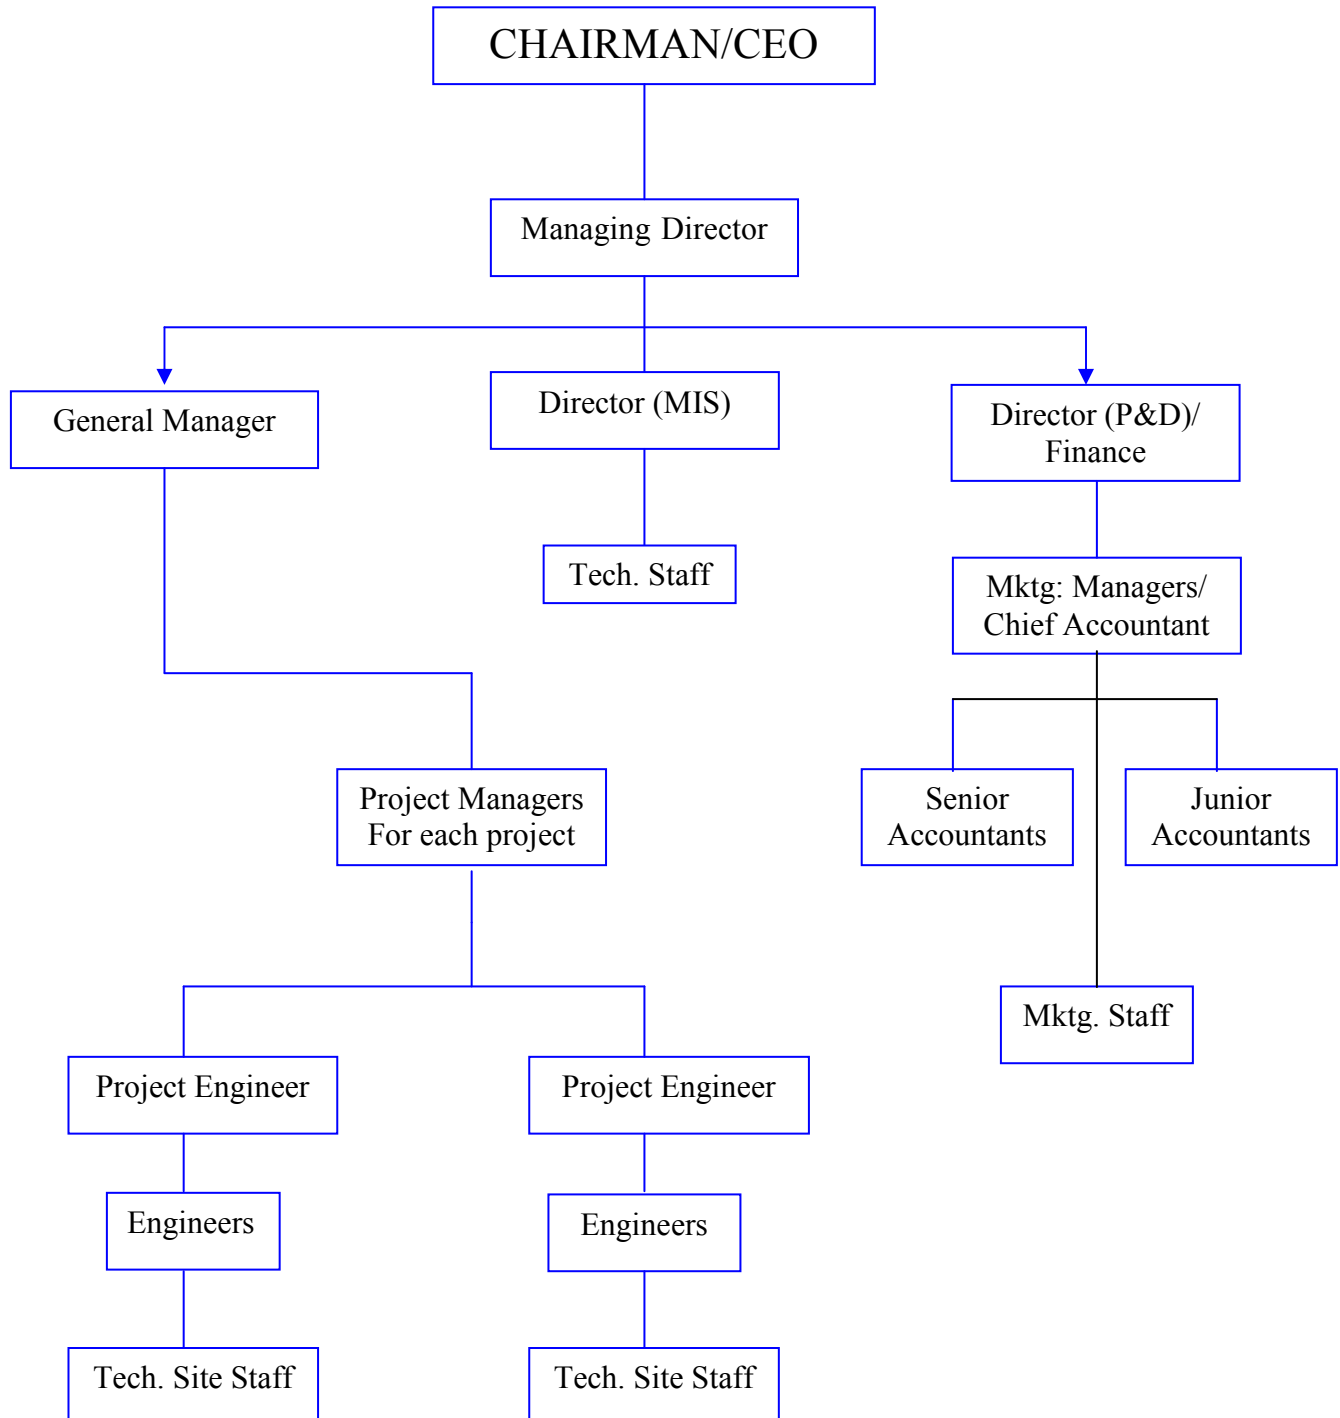 CHAIRMAN/CEO
Managing Director
General Manager
Director (MIS)
Director (P&D)/
Finance
Tech. Staff
Mktg: Managers/
Chief Accountant
Project Managers
For each project
Senior
Accountants
Junior
Accountants
Mktg. Staff
Project Engineer
Project Engineer
Engineers
Engineers
Tech. Site Staff
Tech. Site Staff